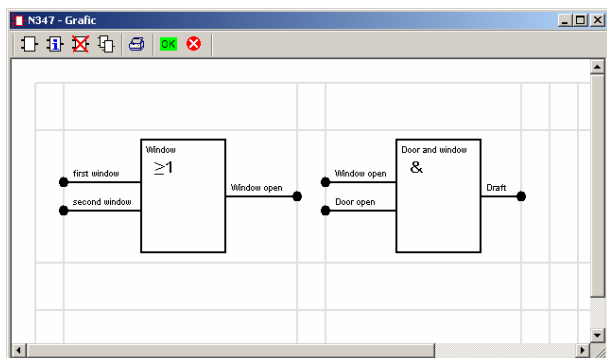 N347 - Grafic
OK
Window
≥1
first window
second window
Window open
Door and window
&
Window open
Door open
Draft